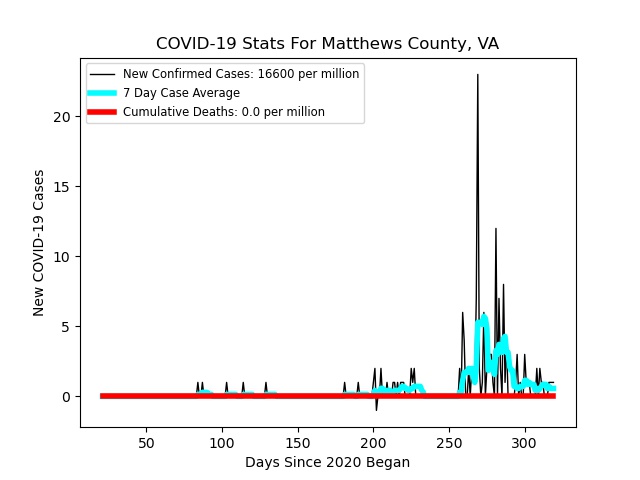 COVID-19 Stats For Matthews County, VA
New Confirmed Cases: 16600 per million
7 Day Case Average
Cumulative Deaths: 0.0 per million
New COVID-19 Cases
20
15
10
5
0
50 100 150 200 250 300
Days Since 2020 Began